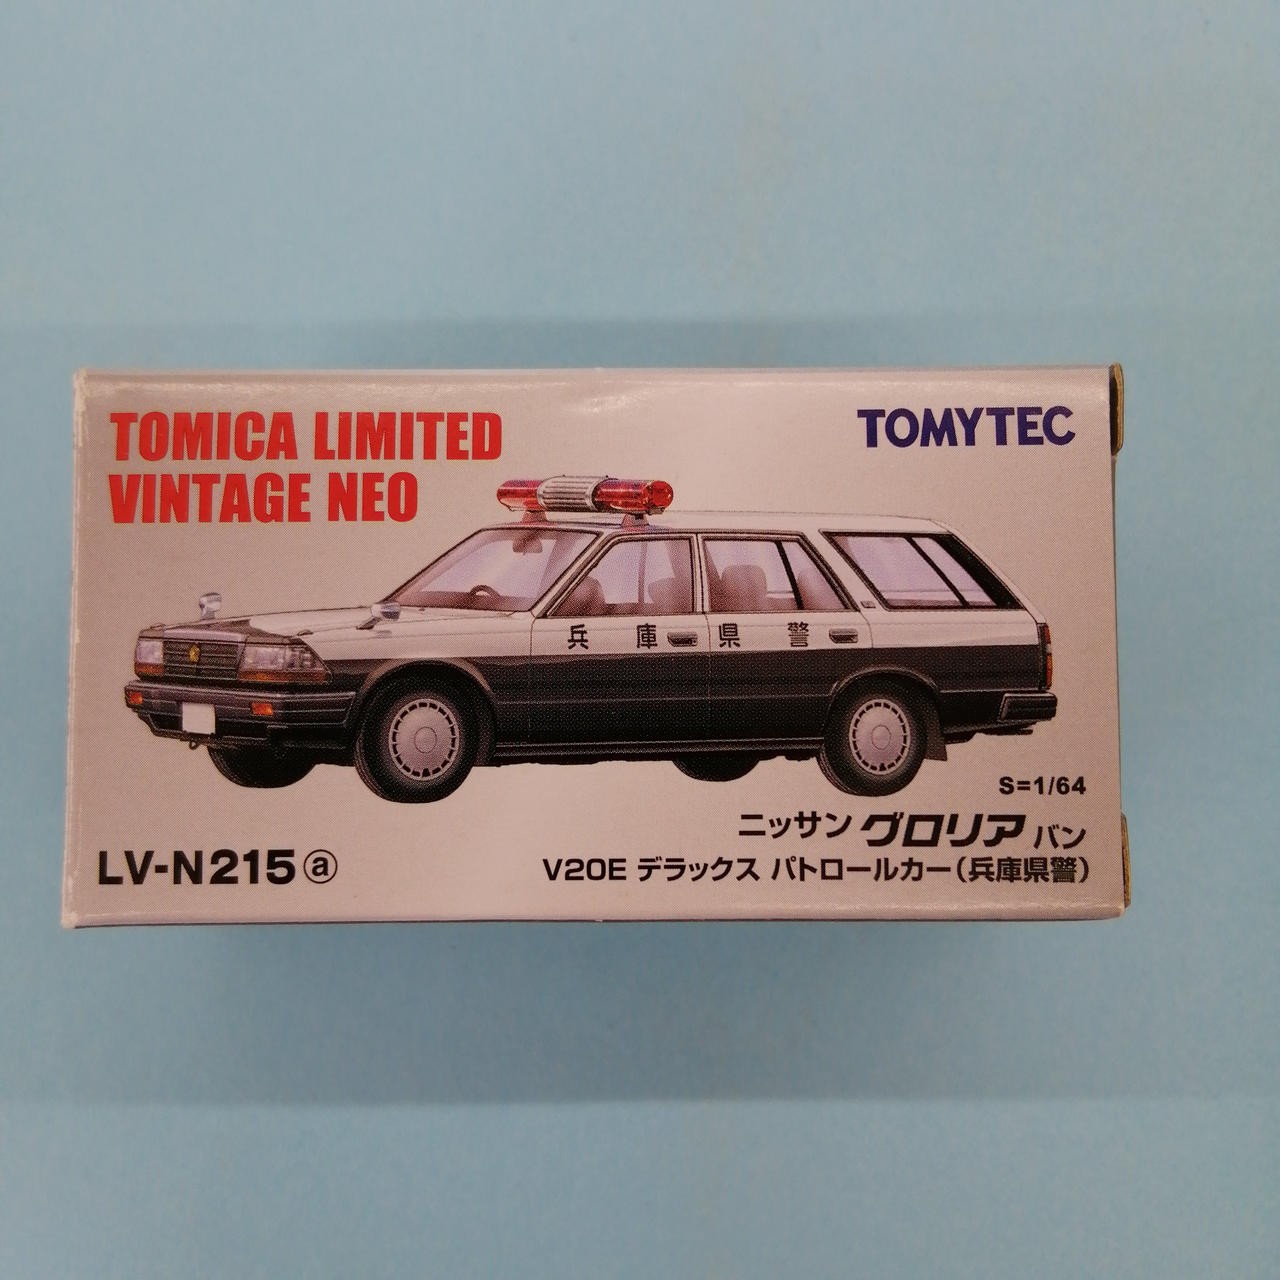 TOMICA LIMITED
VINTAGE NEO
TOMYTEC
兵庫県警
S=1/64
ニッサン グロリア バン
LV-N215ⓐ
V20E デラックス パトロールカー(兵庫県警)